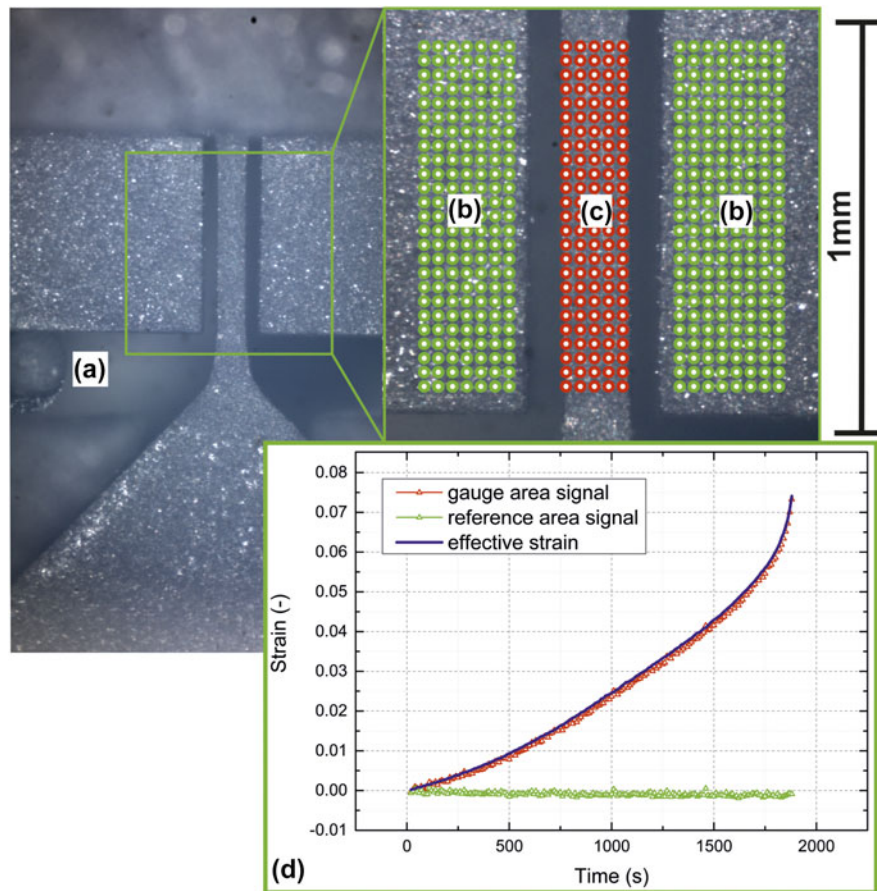 (a)
(b)
(c)
(b)
1mm
gauge area signal
reference area signal
effective strain
0.08
0.07
0.06
0.05
0.04
0.03
0.02
0.01
0.00
-0.01
Strain (-)
0
500
1000
1500
2000
Time (s)
(d)